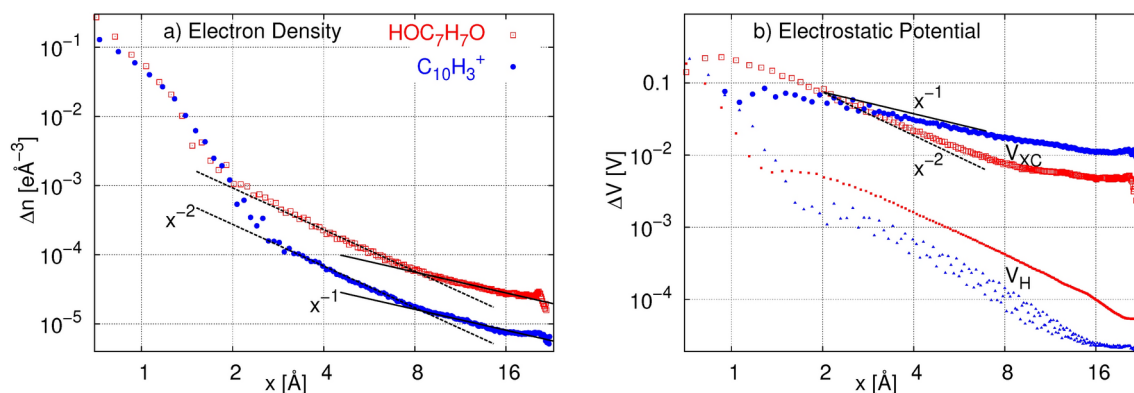 a) Electron Density
HOC₇H₇O
C₁₀H₃⁺
10⁻¹
10⁻²
10⁻³
10⁻⁴
10⁻⁵
Δn [eÅ⁻³]
x⁻²
x⁻¹
1
2
4
8
16
x [Å]
b) Electrostatic Potential
0.1
10⁻²
10⁻³
10⁻⁴
ΔV [V]
x⁻¹
x⁻²
V_XC
V_H
1
2
4
8
16
x [Å]